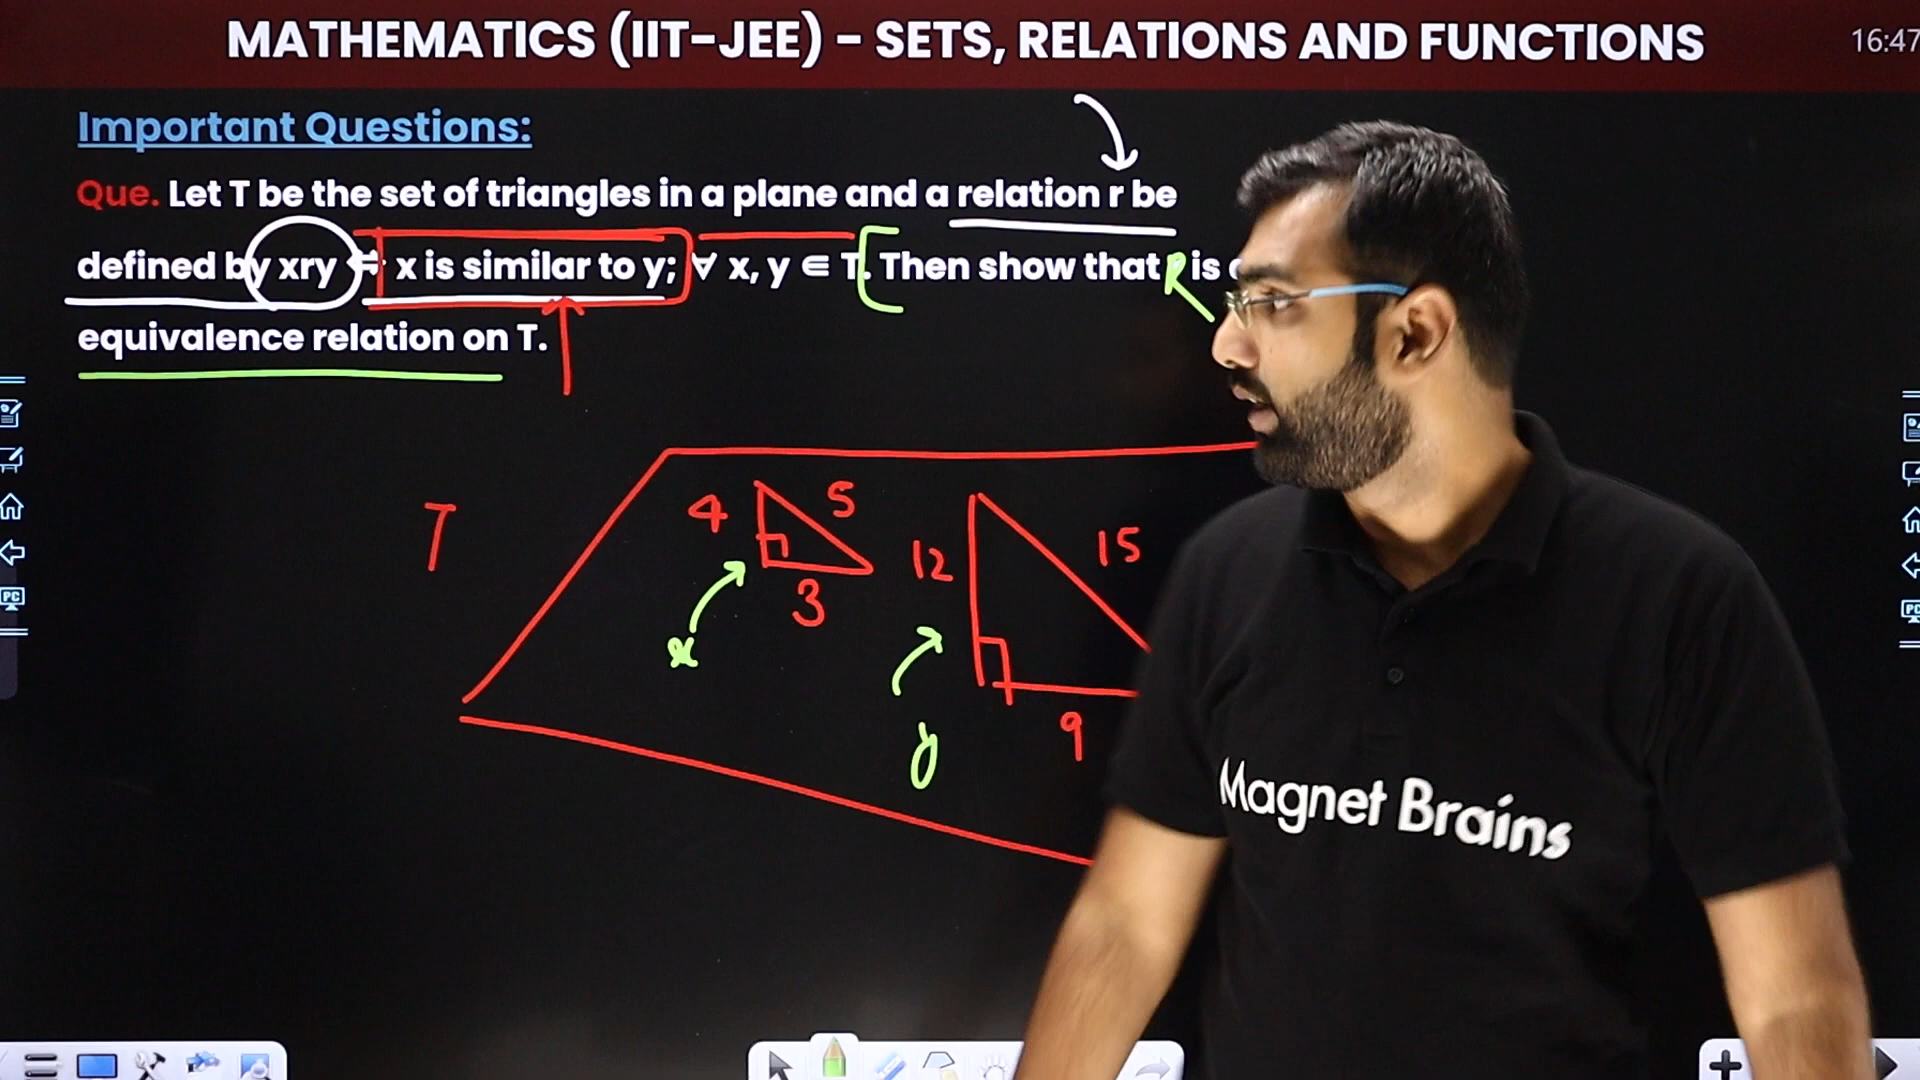 MATHEMATICS (IIT-JEE) - SETS, RELATIONS AND FUNCTIONS
16:47
Important Questions:
Que. Let T be the set of triangles in a plane and a relation r be
defined by xry ⇔ x is similar to y; ∀ x, y ∈ T. Then show that R is
equivalence relation on T.
T
4 5
3
x
12 15
9
y
PC
PC
Magnet Brains